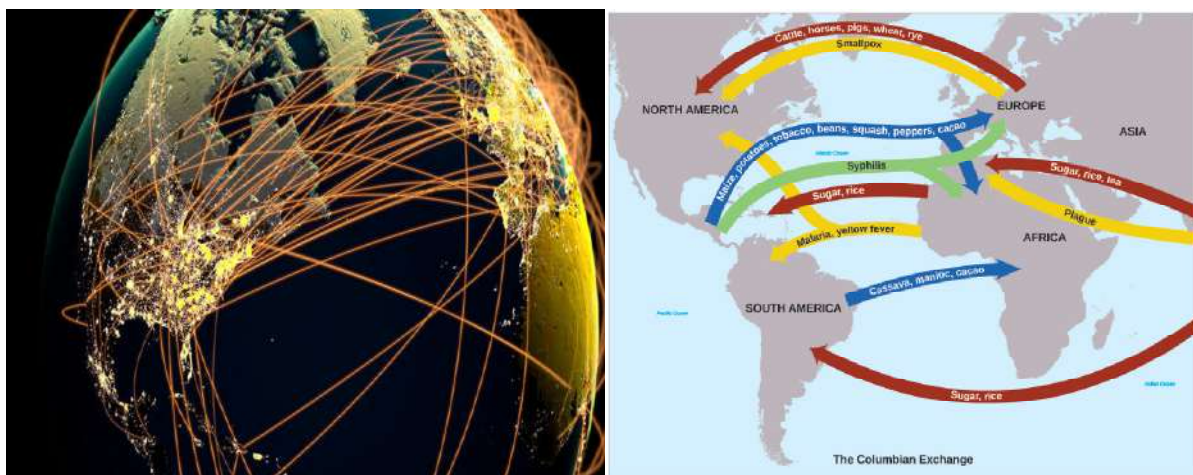 Cattle, horses, pigs, wheat, rye
Smallpox
NORTH AMERICA
EUROPE
ASIA
Maize, potatoes, tobacco, beans, squash, peppers, cacao
Syphilis
Sugar, rice, tea
Sugar, rice
Plague
Malaria, yellow fever
AFRICA
Cassava, manioc, cacao
SOUTH AMERICA
Pacific Ocean
Sugar, rice
The Columbian Exchange